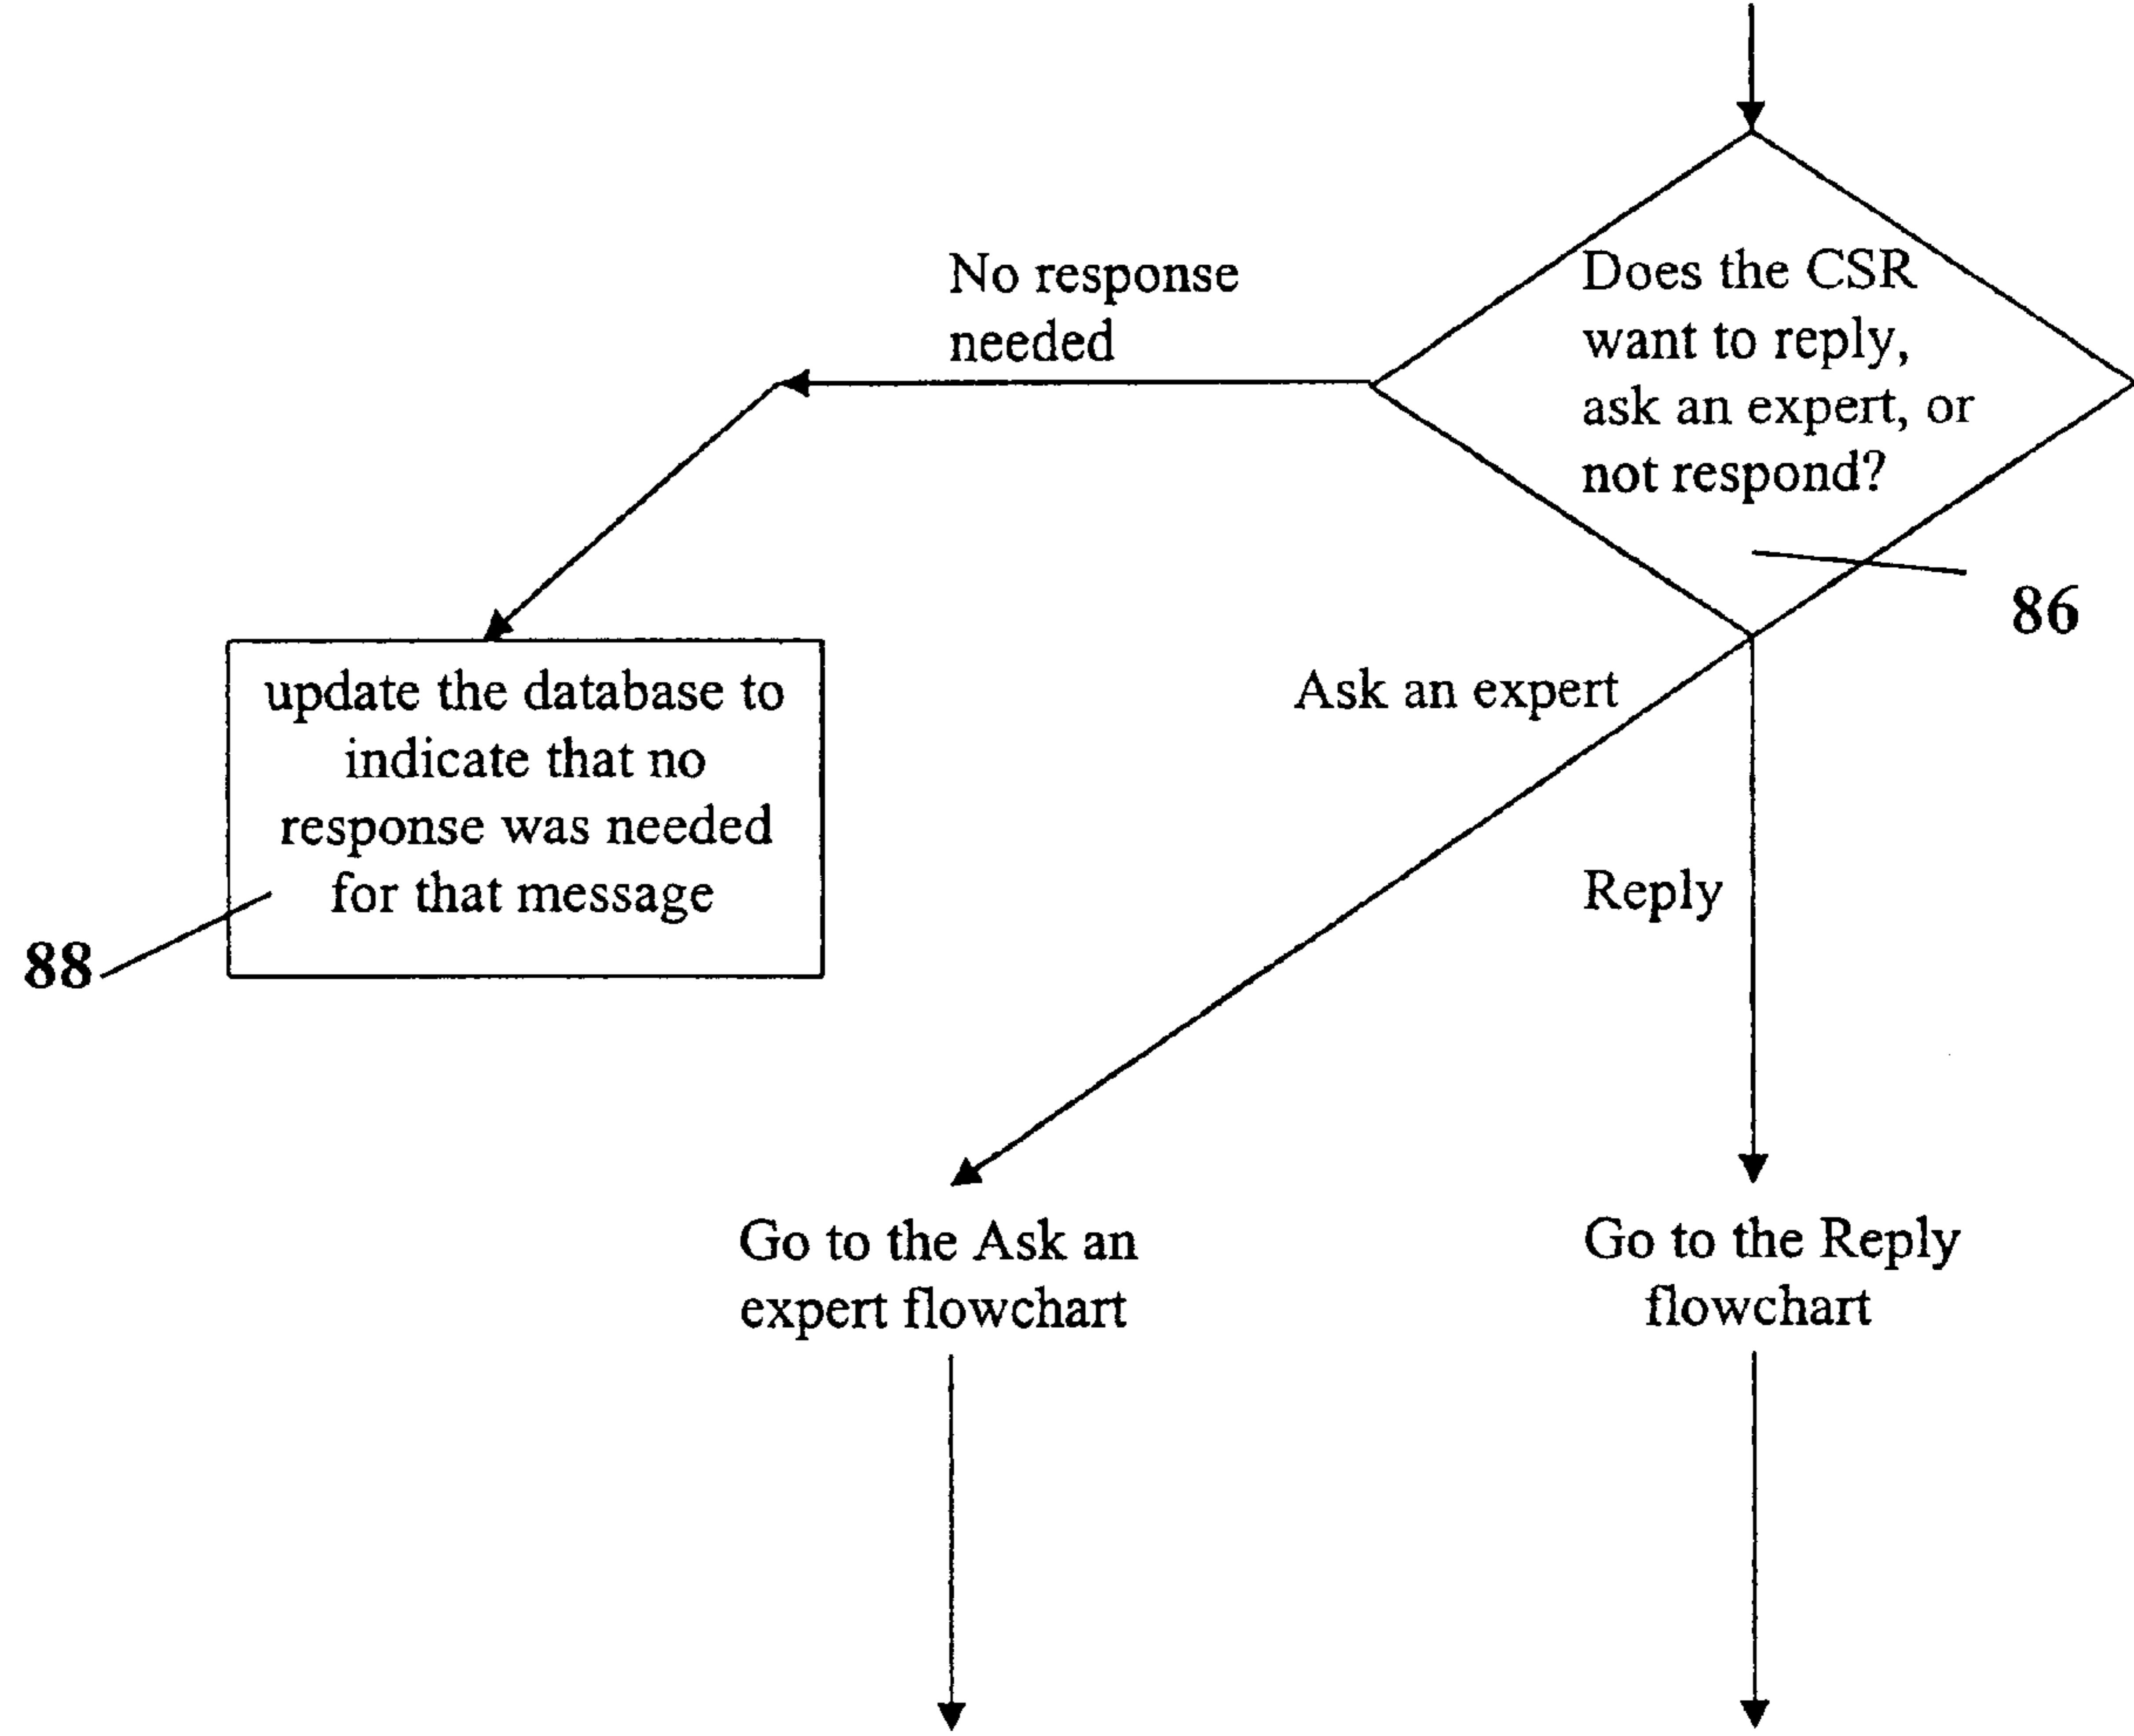 No response
needed
Does the CSR
want to reply,
ask an expert, or
not respond?
86
update the database to
indicate that no
response was needed
for that message
88
Ask an expert
Reply
Go to the Ask an
expert flowchart
Go to the Reply
flowchart